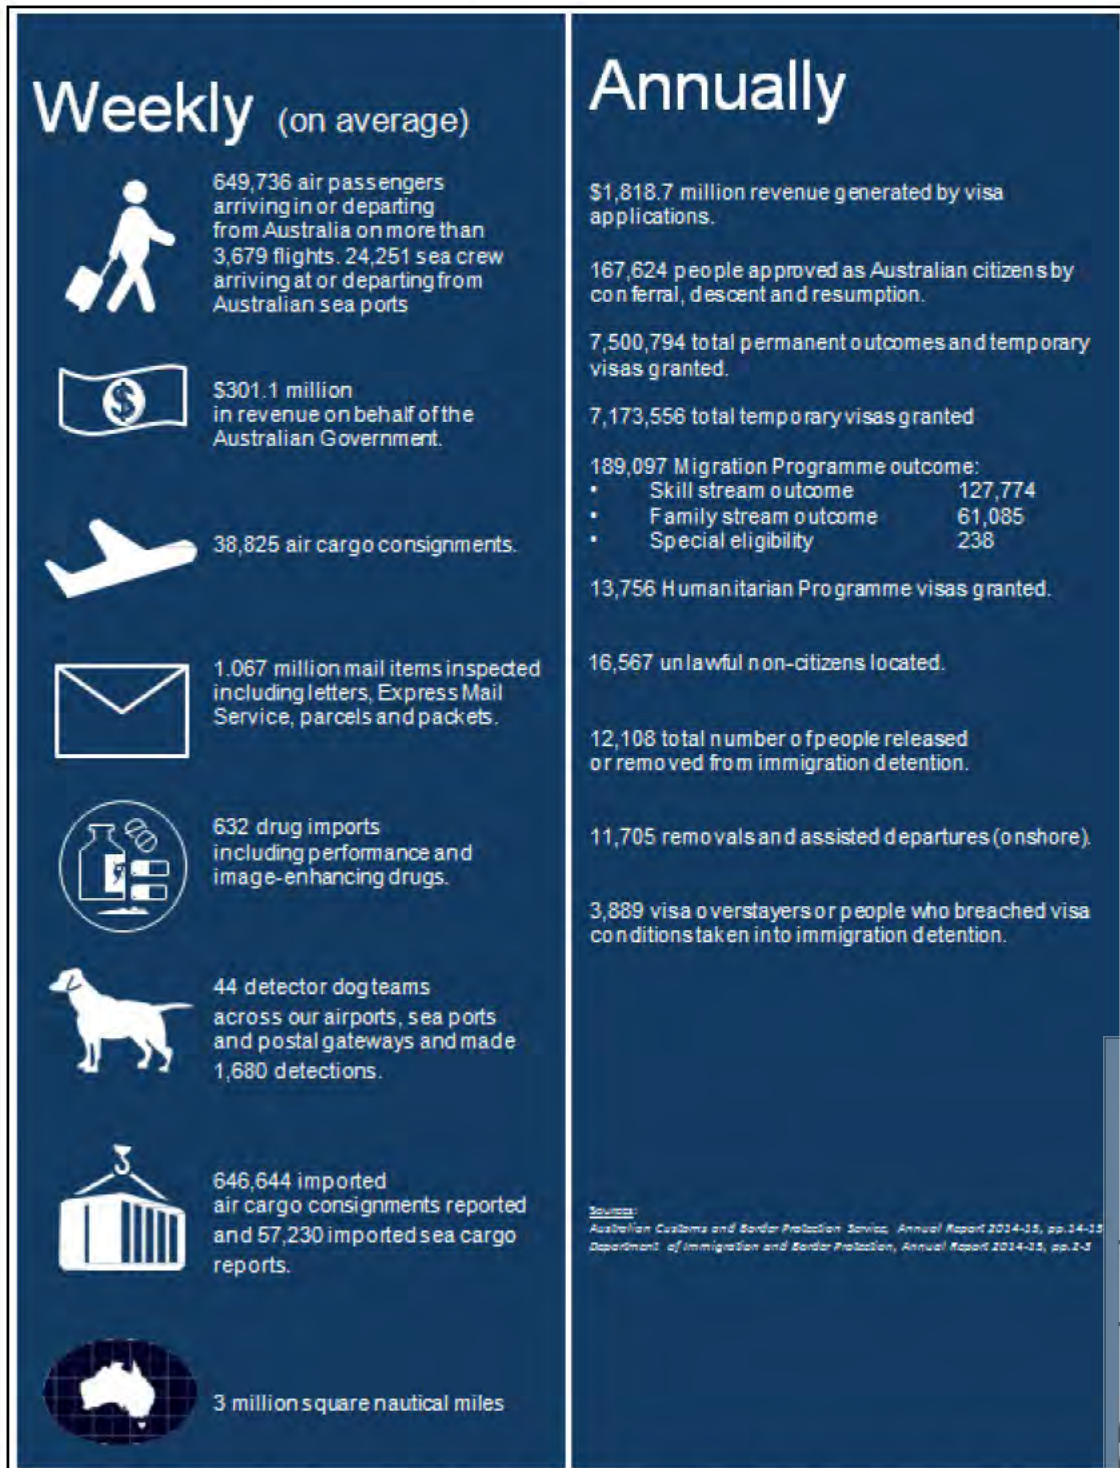 Weekly (on average)
649,736 air passengers
arriving in or departing
from Australia on more than
3,679 flights. 24,251 sea crew
arriving at or departing from
Australian sea ports
$301.1 million
in revenue on behalf of the
Australian Government.
38,825 air cargo consignments.
1.067 million mail items inspected
including letters, Express Mail
Service, parcels and packets.
632 drug imports
including performance and
image-enhancing drugs.
44 detector dog teams
across our airports, sea ports
and postal gateways and made
1,680 detections.
646,644 imported
air cargo consignments reported
and 57,230 imported sea cargo
reports.
3 million square nautical miles
Annually
$1,818.7 million revenue generated by visa
applications.
167,624 people approved as Australian citizens by
conferral, descent and resumption.
7,500,794 total permanent outcomes and temporary
visas granted.
7,173,556 total temporary visas granted
189,097 Migration Programme outcome:
• Skill stream outcome 127,774
• Family stream outcome 61,085
• Special eligibility 238
13,756 Humanitarian Programme visas granted.
16,567 unlawful non-citizens located.
12,108 total number of people released
or removed from immigration detention.
11,705 removals and assisted departures (onshore).
3,889 visa overstayers or people who breached visa
conditions taken into immigration detention.
Sources:
Australian Customs and Border Protection Service, Annual Report 2014-15, pp.14-15
Department of Immigration and Border Protection, Annual Report 2014-15, pp.2-3